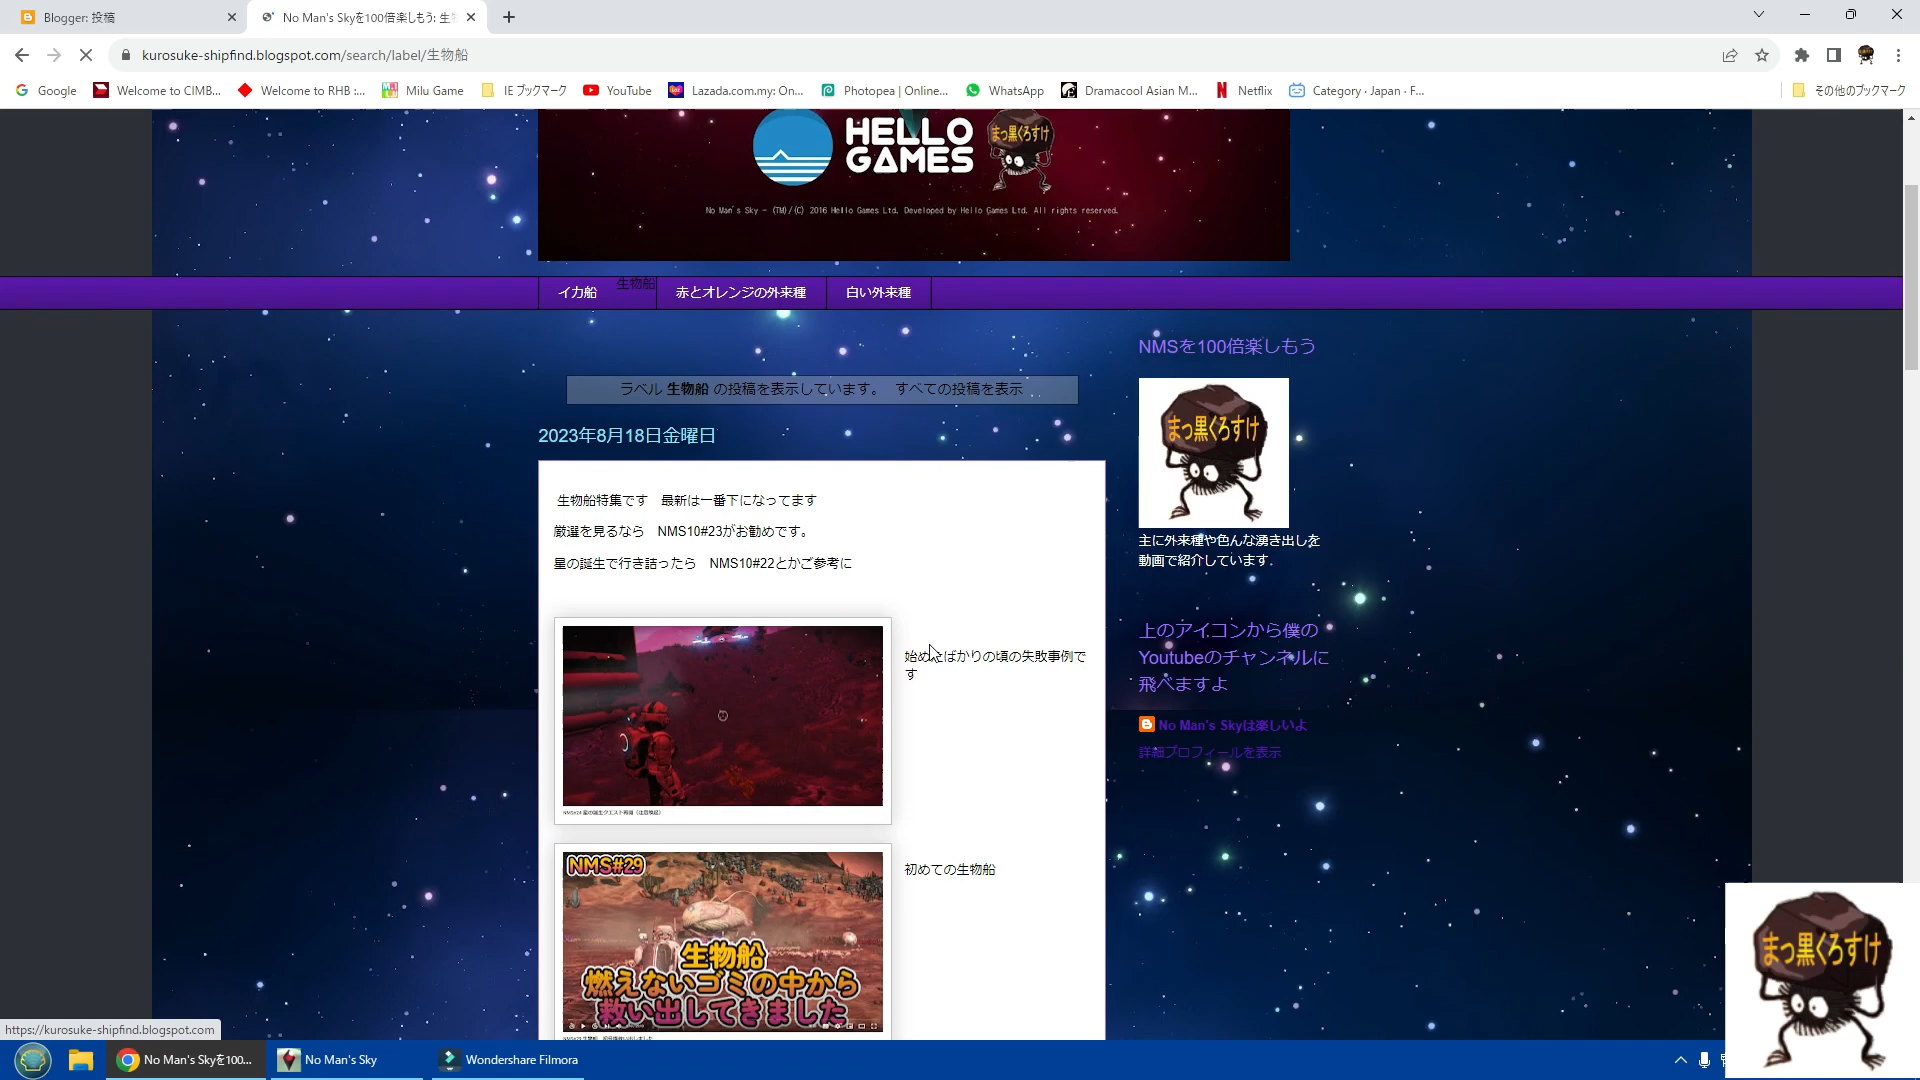 Blogger: 投稿
No Man's Skyを100倍楽しもう: 生
kurosuke-shipfind.blogspot.com/search/label/生物船
Google
Welcome to CIMB...
Welcome to RHB :...
Milu Game
IE ブックマーク
YouTube
Lazada.com.my: On...
Photopea | Online...
WhatsApp
Dramacool Asian M...
Netflix
Category · Japan · F...
その他のブックマーク
HELLO
GAMES
まっ黒くろすけ
No Man's Sky - (TM)/(C) 2016 Hello Games Ltd. Developed by Hello Games Ltd. All rights reserved.
イカ船
生物船
赤とオレンジの外来種
白い外来種
NMSを100倍楽しもう
ラベル 生物船 の投稿を表示しています。 すべての投稿を表示
2023年8月18日金曜日
まっ黒くろすけ
生物船特集です　最新は一番下になってます
厳選を見るなら　NMS10#23がお勧めです。
星の誕生で行き詰ったら　NMS10#22とかご参考に
主に外来種や色んな湧き出しを
動画で紹介しています.
始めたばかりの頃の失敗事例で
す
上のアイコンから僕の
Youtubeのチャンネルに
飛べますよ
No Man's Skyは楽しいよ
詳細プロフィールを表示
NMS#29
初めての生物船
生物船
燃えないゴミの中から
救い出してきました
まっ黒くろすけ
https://kurosuke-shipfind.blogspot.com
No Man's Skyを100...
No Man's Sky
Wondershare Filmora